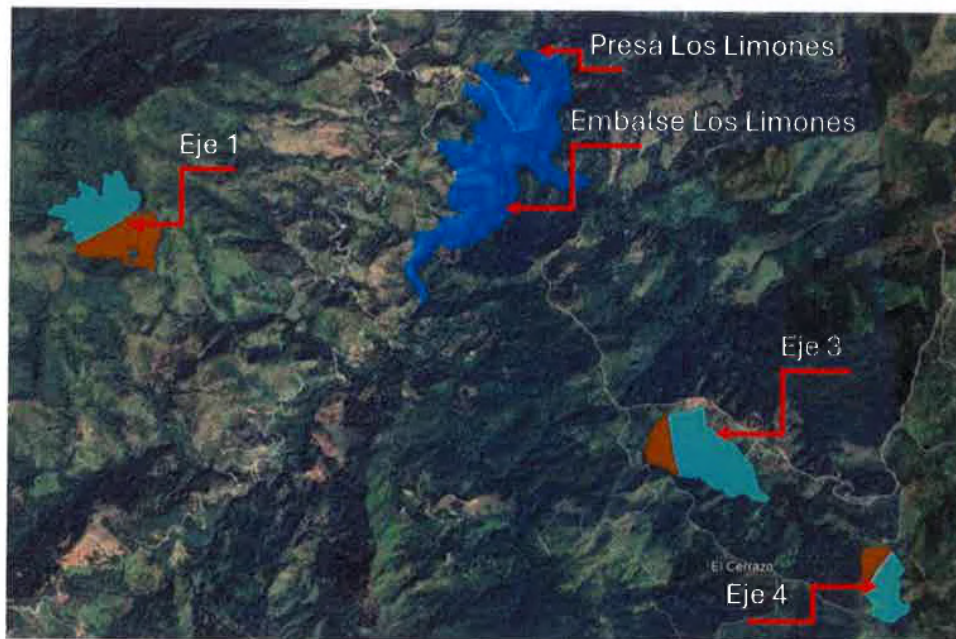 Presa Los Limones
Embalse Los Limones
Eje 1
Eje 3
El Cerrazo
Eje 4